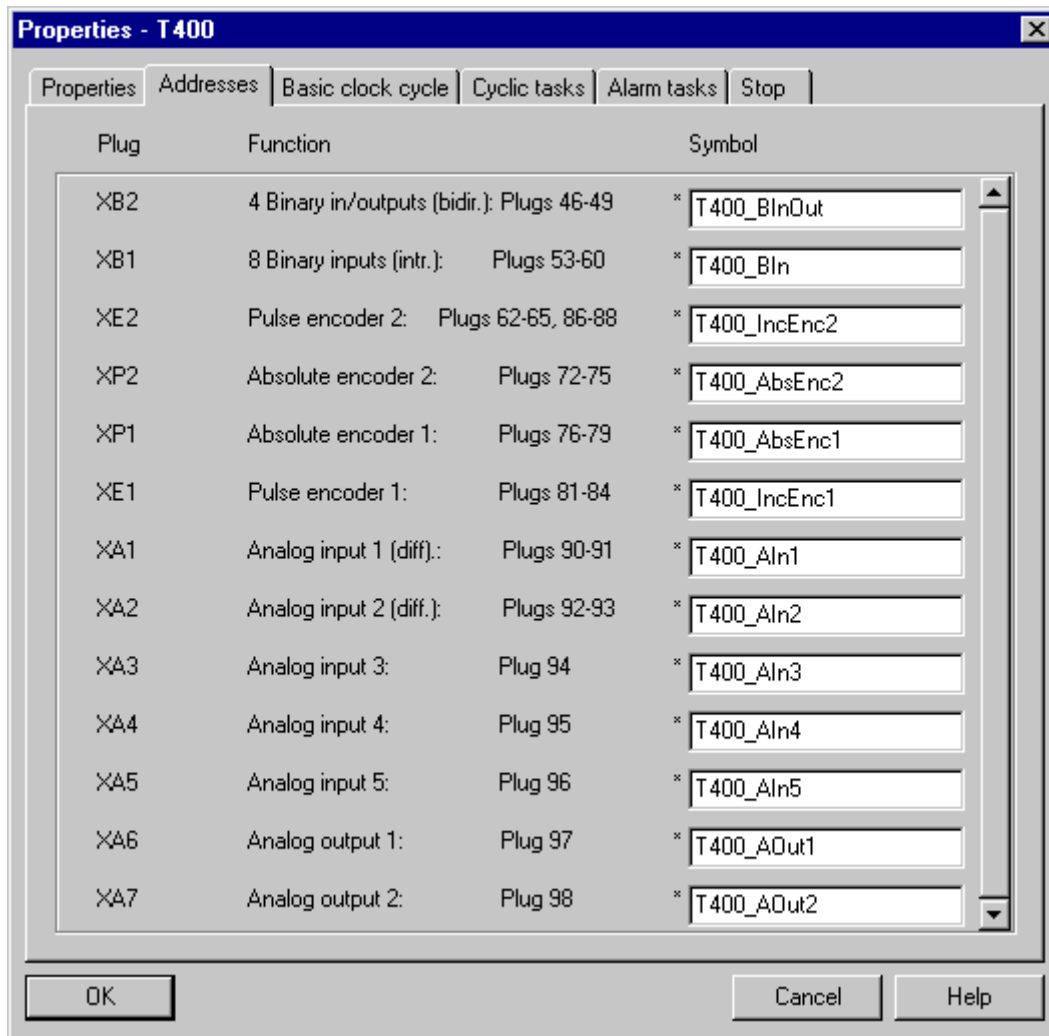 Properties - T400
Properties Addresses Basic clock cycle Cyclic tasks Alarm tasks Stop
Plug Function Symbol
XB2 4 Binary in/outputs (bidir.): Plugs 46-49 * T400_BInOut
XB1 8 Binary inputs (intr.): Plugs 53-60 * T400_BIn
XE2 Pulse encoder 2: Plugs 62-65, 86-88 * T400_IncEnc2
XP2 Absolute encoder 2: Plugs 72-75 * T400_AbsEnc2
XP1 Absolute encoder 1: Plugs 76-79 * T400_AbsEnc1
XE1 Pulse encoder 1: Plugs 81-84 * T400_IncEnc1
XA1 Analog input 1 (diff).: Plugs 90-91 * T400_AIn1
XA2 Analog input 2 (diff.): Plugs 92-93 * T400_AIn2
XA3 Analog input 3: Plug 94 * T400_AIn3
XA4 Analog input 4: Plug 95 * T400_AIn4
XA5 Analog input 5: Plug 96 * T400_AIn5
XA6 Analog output 1: Plug 97 * T400_AOut1
XA7 Analog output 2: Plug 98 * T400_AOut2
OK Cancel Help